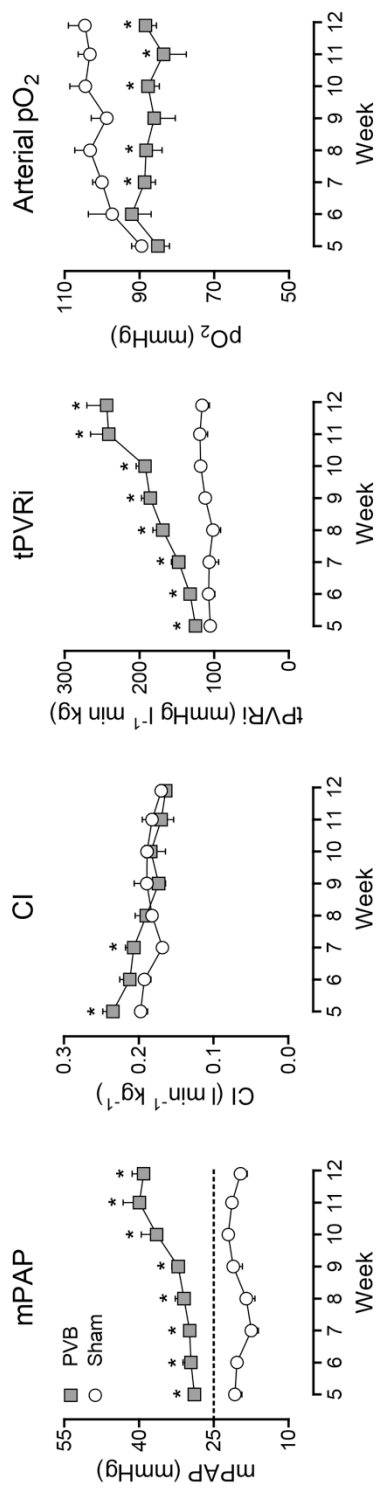 mPAP
PVB
Sham
mPAP (mmHg)
55
40
25
10
5 6 7 8 9 10 11 12
Week
* * * * * * * *
CI
CI (l min⁻¹ kg⁻¹)
0.3
0.2
0.1
0.0
5 6 7 8 9 10 11 12
Week
* *
tPVRi
tPVRi (mmHg l⁻¹ min kg)
300
200
100
0
5 6 7 8 9 10 11 12
Week
* * * * * * * *
Arterial pO₂
pO₂ (mmHg)
110
90
70
50
5 6 7 8 9 10 11 12
Week
* * * * *